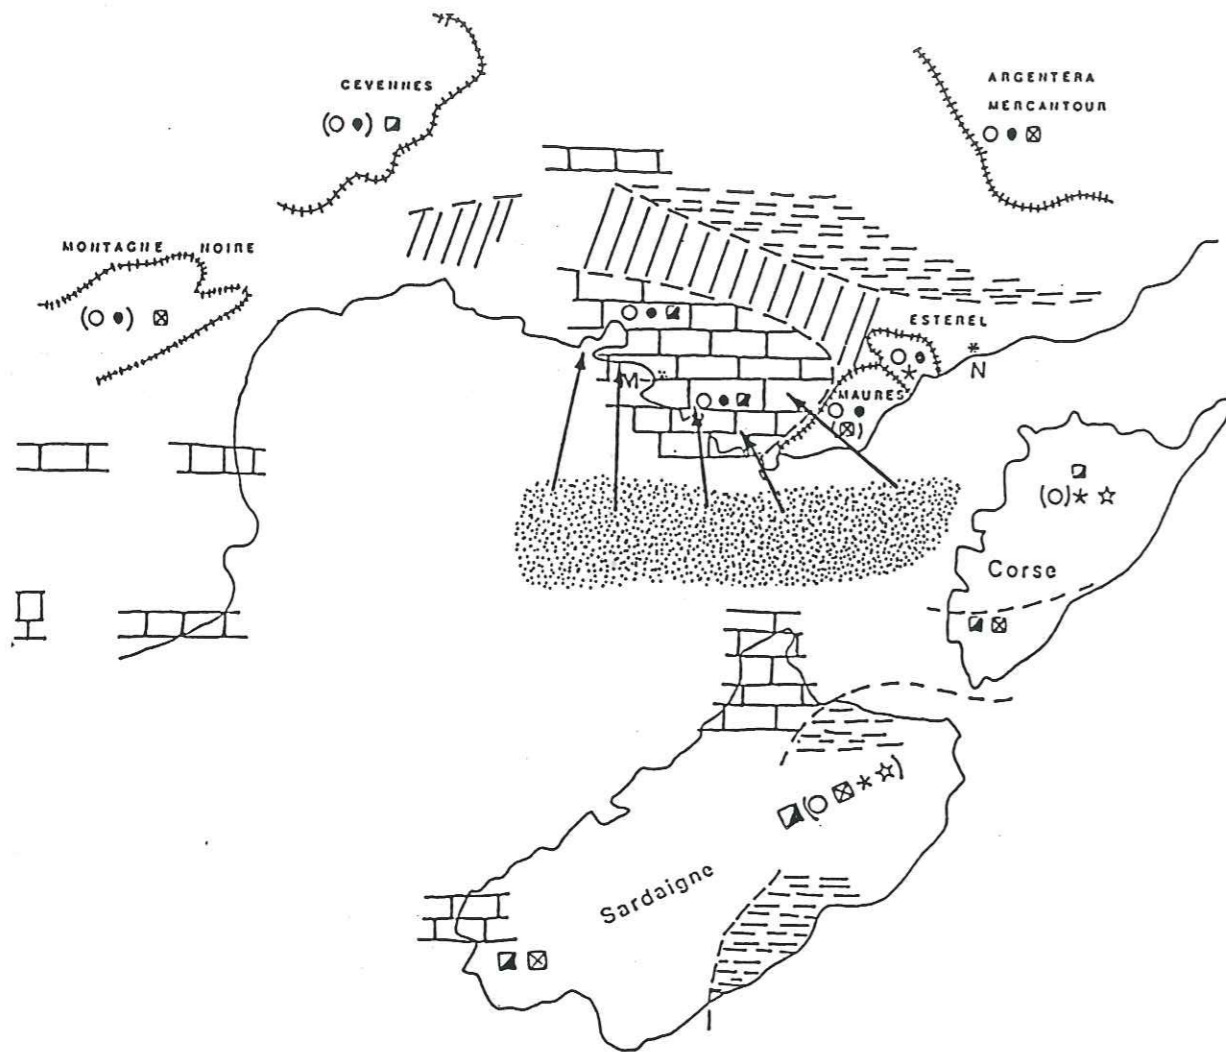 CEVENNES
ARGENTERA
MERCANTOUR
MONTAGNE NOIRE
ESTEREL
N
M
MAURES
Corse
Sardaigne